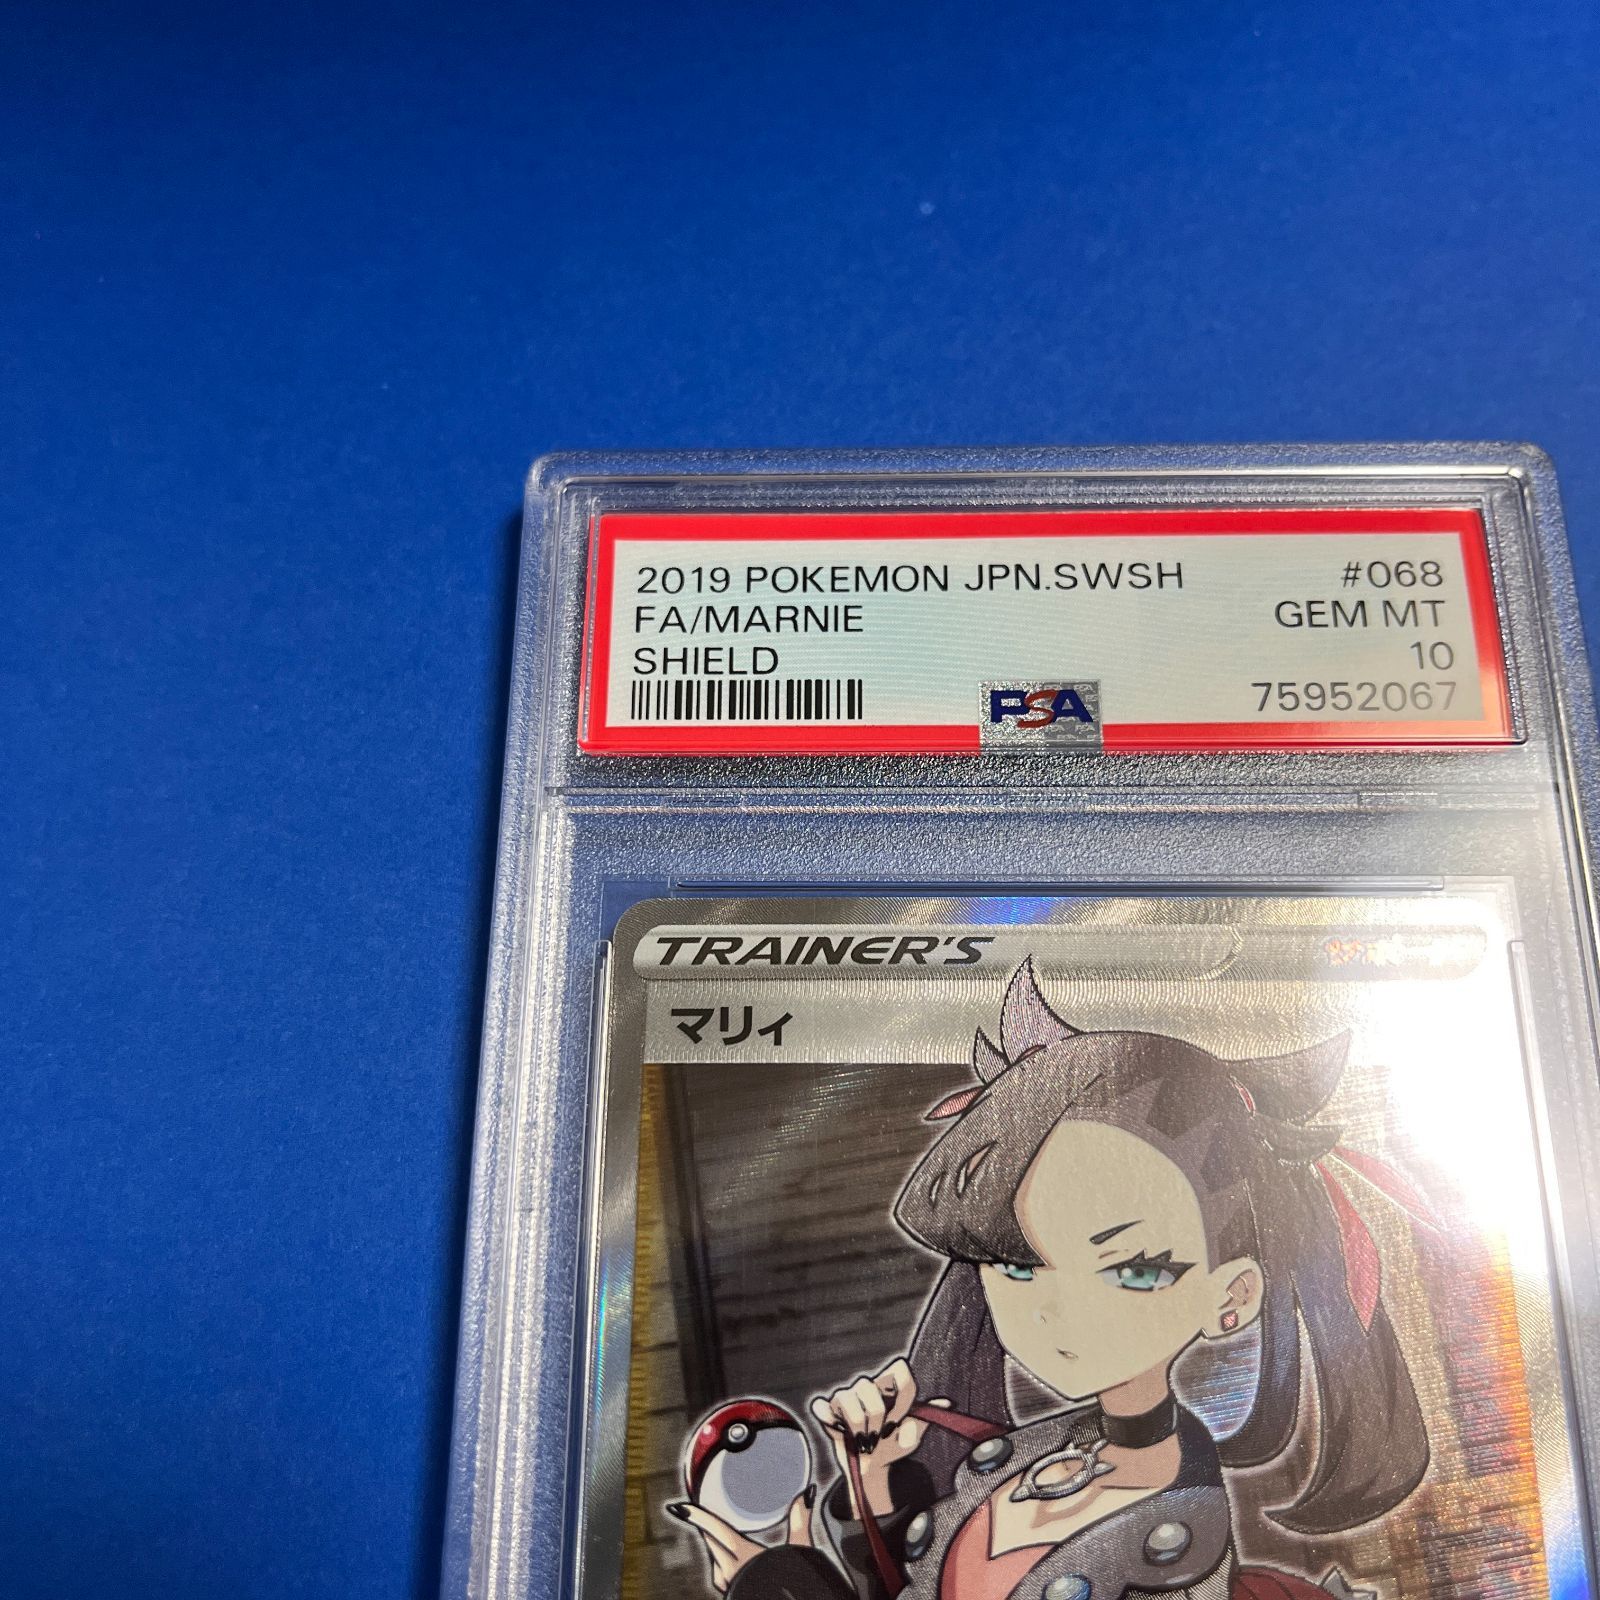 2019 POKEMON JPN.SWSH #068
FA/MARNIE GEM MT
SHIELD 10
PSA 75952067
TRAINER'S
マリィ